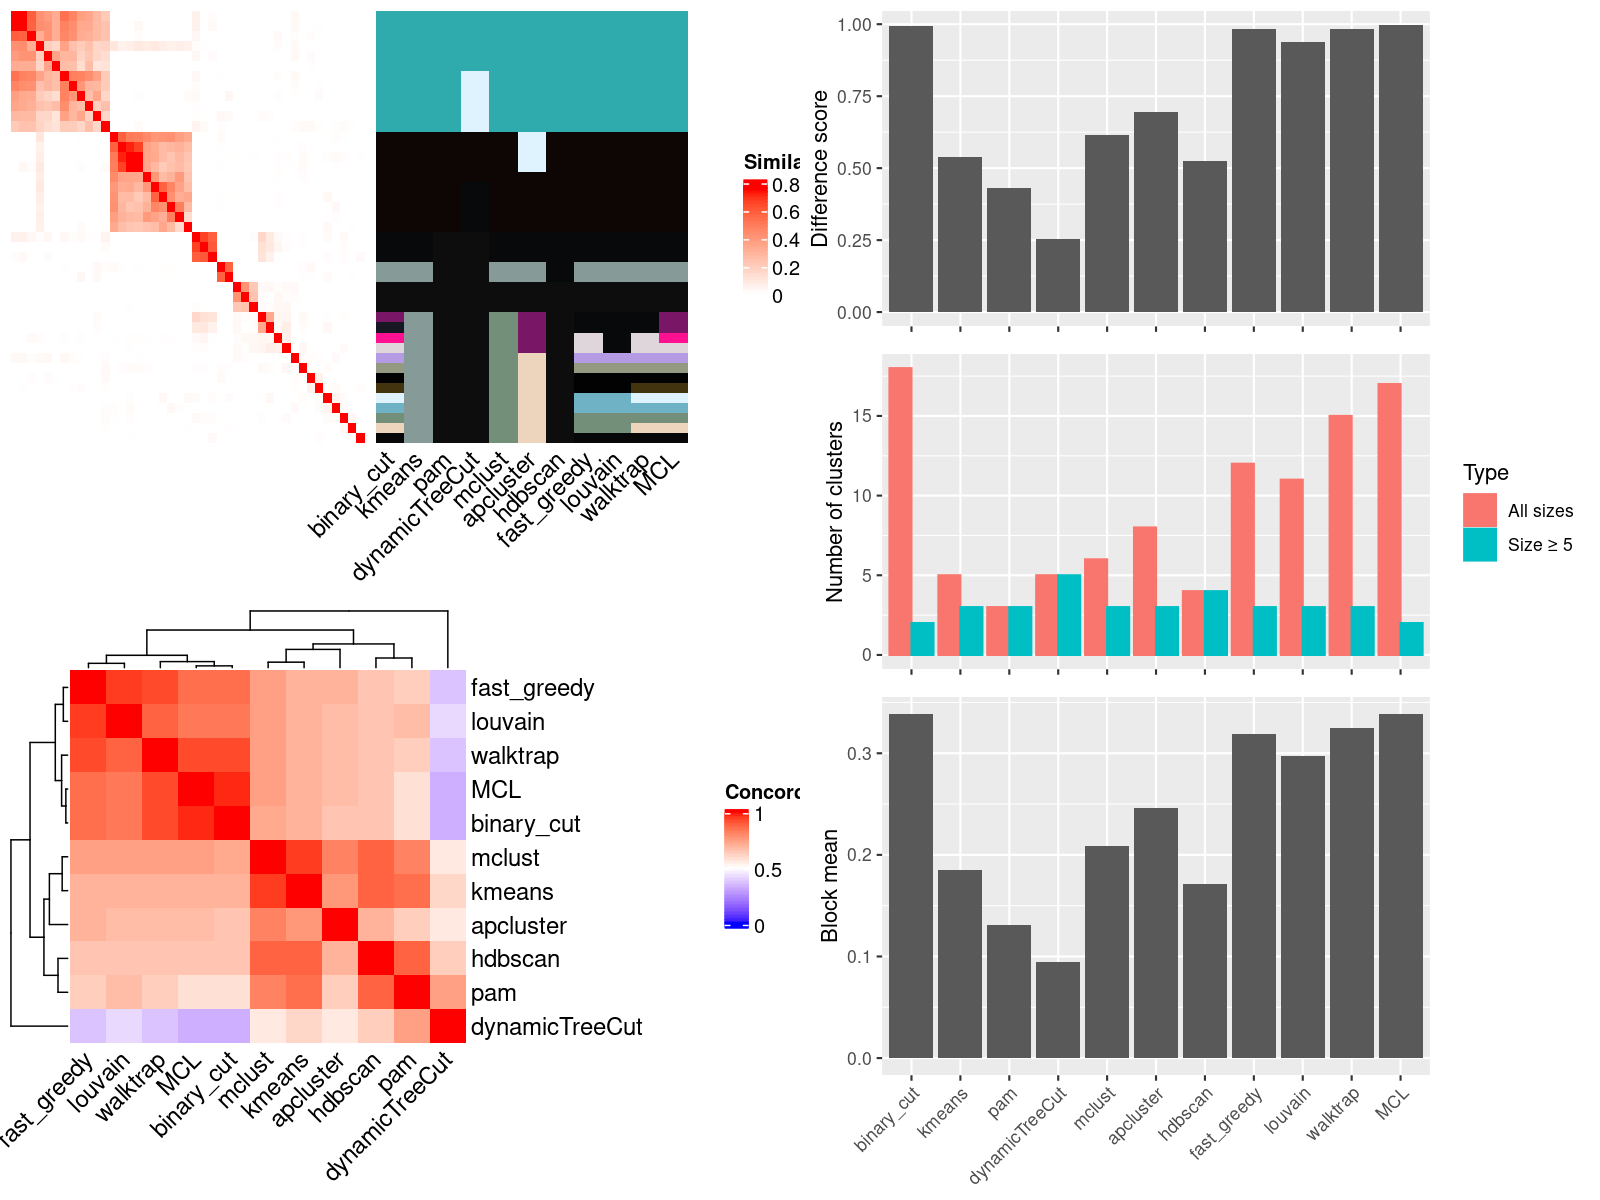 Simila
0.8
0.6
0.4
0.2
0
binary_cut
kmeans
pam
dynamicTreeCut
mclust
apcluster
hdbscan
fast_greedy
louvain
walktrap
MCL
fast_greedy
louvain
walktrap
MCL
binary_cut
mclust
kmeans
apcluster
hdbscan
pam
dynamicTreeCut
fast_greedy
louvain
walktrap
MCL
binary_cut
mclust
kmeans
apcluster
hdbscan
pam
dynamicTreeCut
Concord
1
0.5
0
Difference score
1.00
0.75
0.50
0.25
0.00
Number of clusters
15
10
5
0
Type
All sizes
Size ≥ 5
Block mean
0.3
0.2
0.1
0.0
binary_cut
kmeans
pam
dynamicTreeCut
mclust
apcluster
hdbscan
fast_greedy
louvain
walktrap
MCL